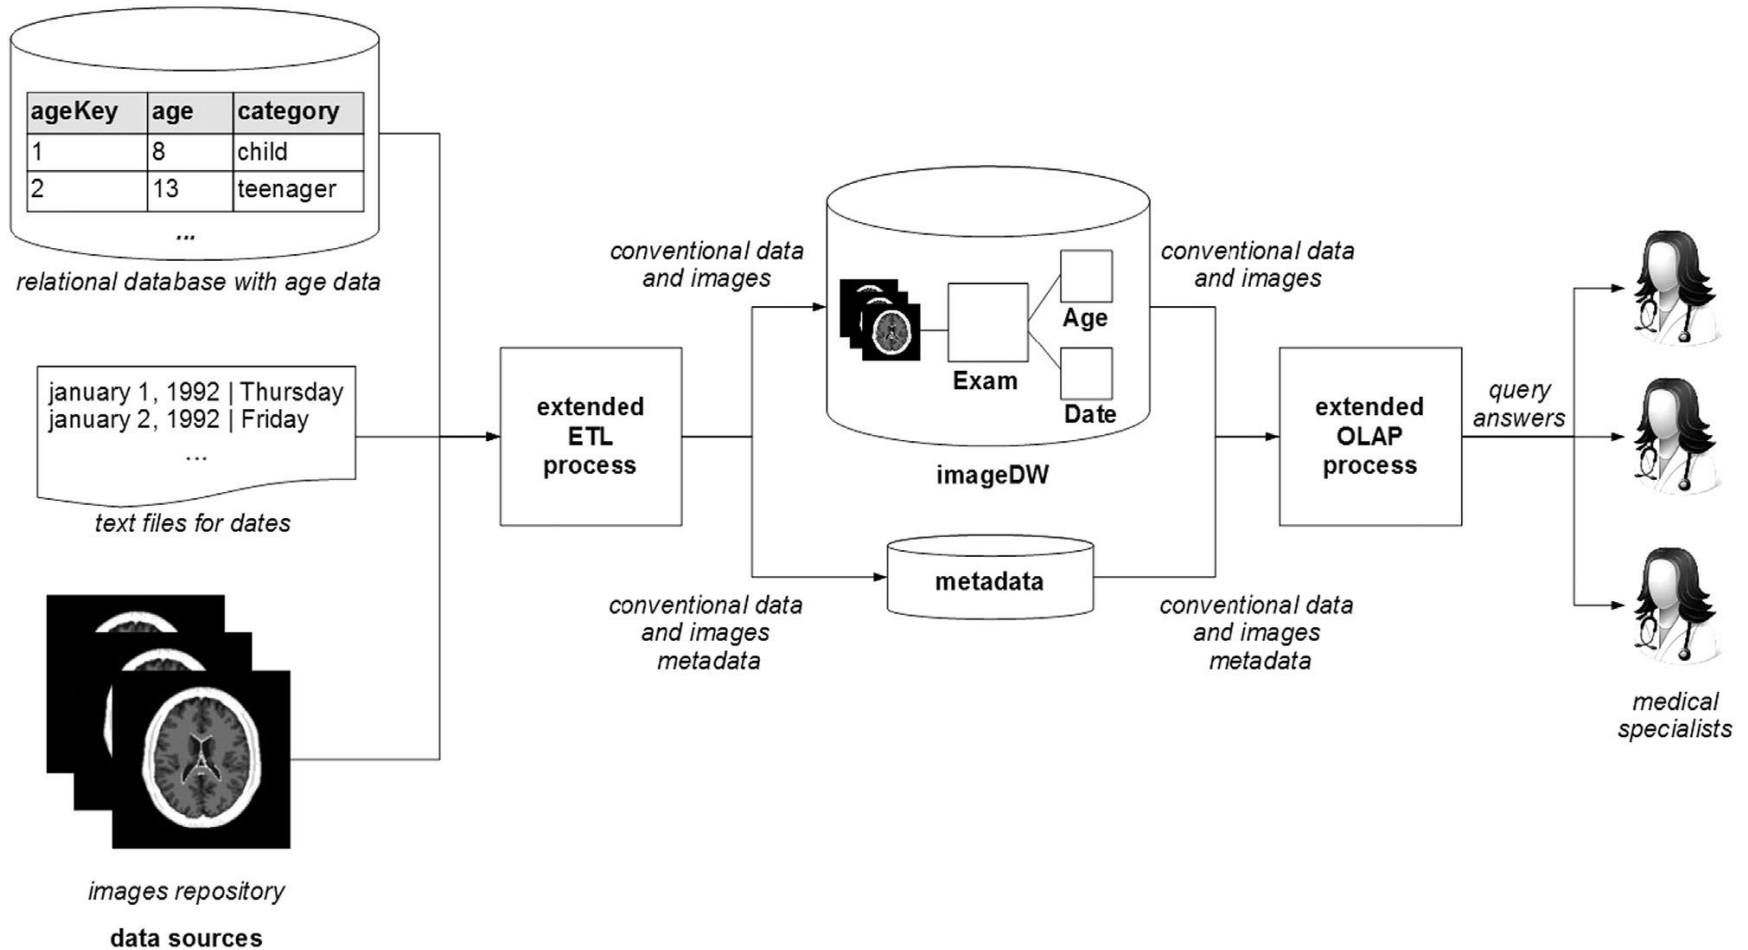 ageKey age category
1 8 child
2 13 teenager
...
relational database with age data
january 1, 1992 | Thursday
january 2, 1992 | Friday
...
text files for dates
images repository
data sources
extended
ETL
process
conventional data
and images
conventional data
and images
metadata
Exam
Age
Date
imageDW
metadata
conventional data
and images
conventional data
and images
metadata
extended
OLAP
process
query
answers
medical
specialists